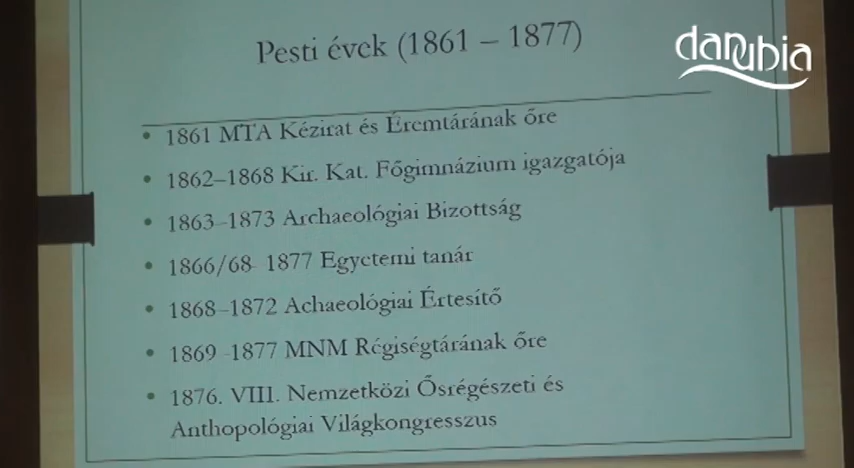 Pesti évek (1861 – 1877)
danubia
• 1861 MTA Kézirat és Éremtárának őre
• 1862–1868 Kir. Kat. Főgimnázium igazgatója
• 1863–1873 Archaeológiai Bizottság
• 1866/68- 1877 Egyetemi tanár
• 1868–1872 Achaeológiai Értesítő
• 1869 -1877 MNM Régiségtárának őre
• 1876. VIII. Nemzetközi Ősrégészeti és
Anthopológiai Világkongresszus